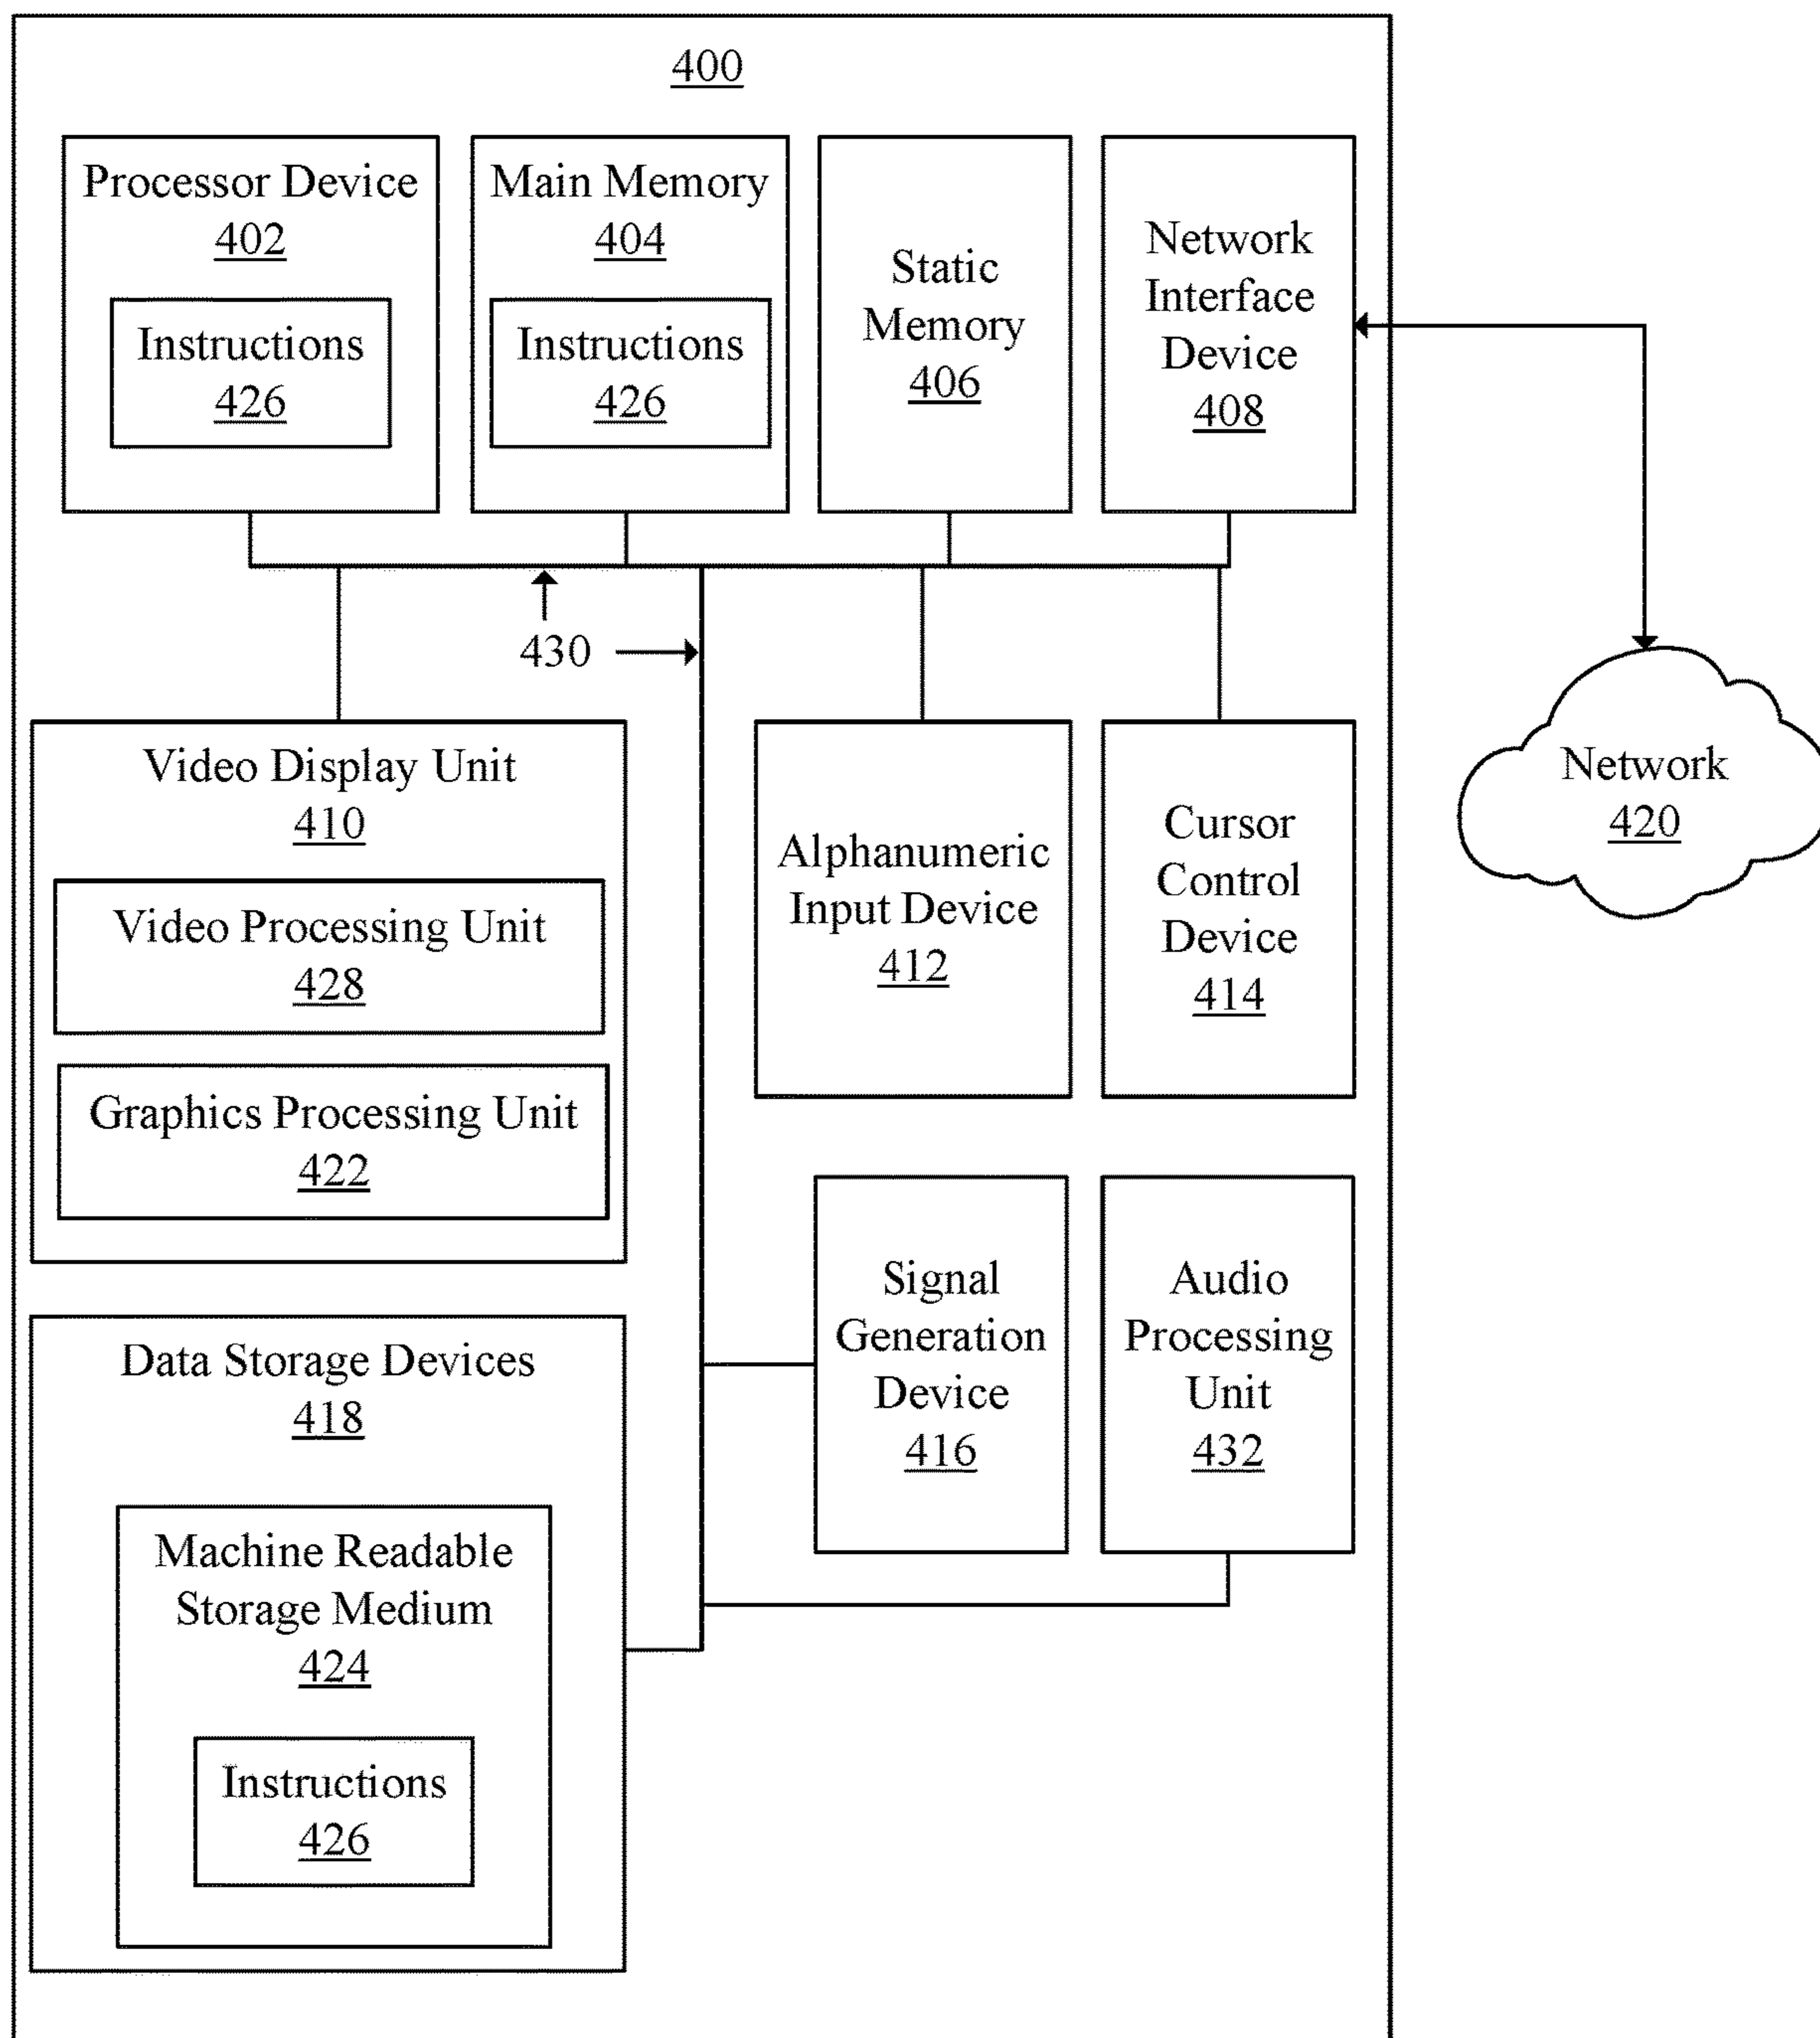 400
Processor Device
402
Instructions
426
Main Memory
404
Instructions
426
Static
Memory
406
Network
Interface
Device
408
430
Network
420
Video Display Unit
410
Video Processing Unit
428
Graphics Processing Unit
422
Alphanumeric
Input Device
412
Cursor
Control
Device
414
Signal
Generation
Device
416
Audio
Processing
Unit
432
Data Storage Devices
418
Machine Readable
Storage Medium
424
Instructions
426